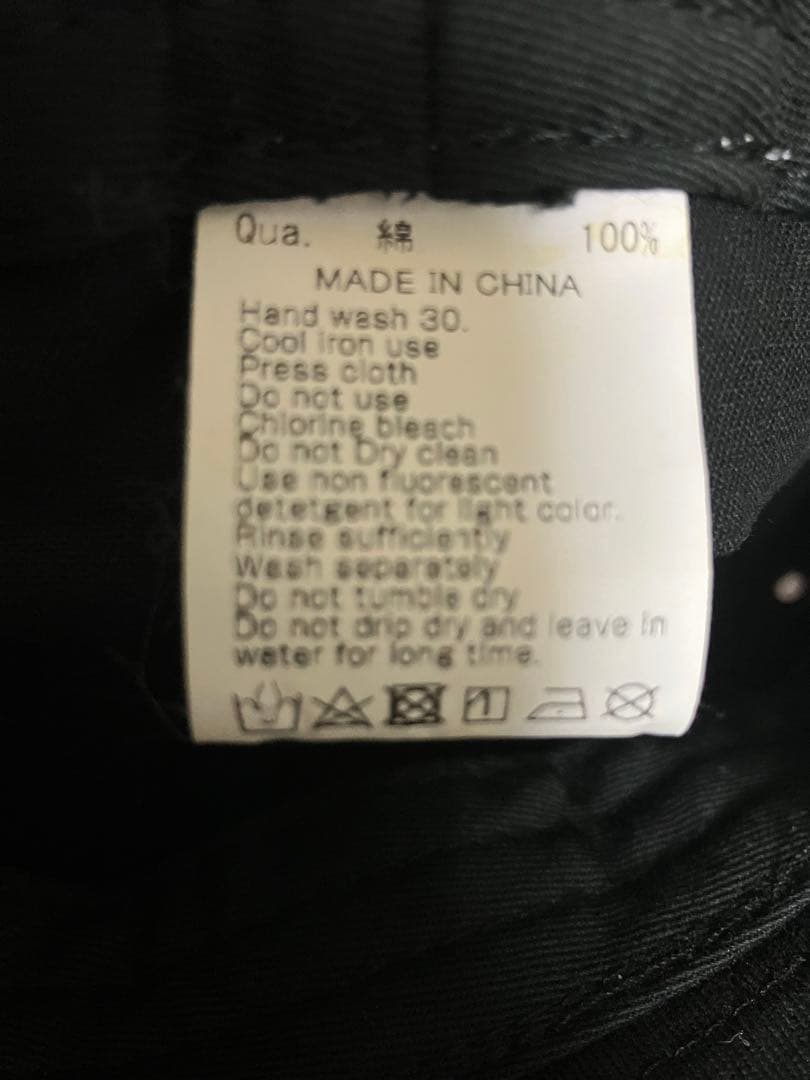 Qua. 綿 100%
MADE IN CHINA
Hand wash 30.
Cool iron use
Press cloth
Do not use
Chlorine bleach
Do not Dry clean
Use non fluorescent
detetgent for light color.
Rinse sufficiently
Wash separately
Do not tumble dry
Do not drip dry and leave in
water for long time.